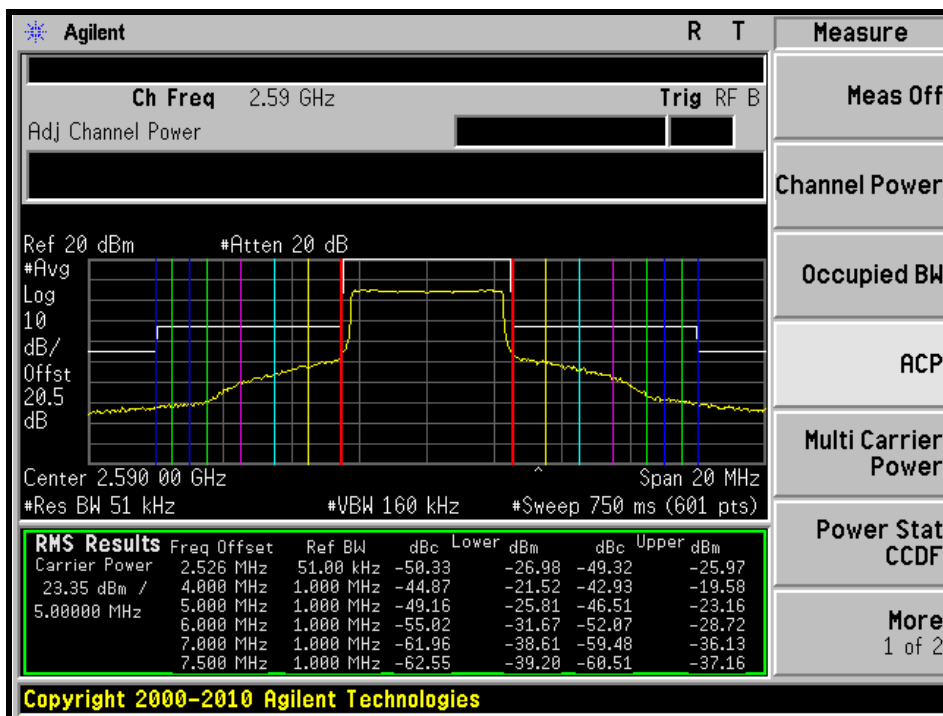 Agilent R T
Measure
Ch Freq 2.59 GHz Trig RF B
Adj Channel Power
Meas Off
Channel Power
Occupied BW
ACP
Multi Carrier
Power
Power Stat
CCDF
More
1 of 2
Ref 20 dBm #Atten 20 dB
#Avg
Log
10
dB/
Offst
20.5
dB
Center 2.590 00 GHz ^ Span 20 MHz
#Res BW 51 kHz #VBW 160 kHz #Sweep 750 ms (601 pts)
RMS Results Freq Offset Ref BW dBc Lower dBm dBc Upper dBm
Carrier Power 2.526 MHz 51.00 kHz -50.33 -26.98 -49.32 -25.97
23.35 dBm / 4.000 MHz 1.000 MHz -44.87 -21.52 -42.93 -19.58
5.00000 MHz 5.000 MHz 1.000 MHz -49.16 -25.81 -46.51 -23.16
6.000 MHz 1.000 MHz -55.02 -31.67 -52.07 -28.72
7.000 MHz 1.000 MHz -61.96 -38.61 -59.48 -36.13
7.500 MHz 1.000 MHz -62.55 -39.20 -60.51 -37.16
Copyright 2000-2010 Agilent Technologies